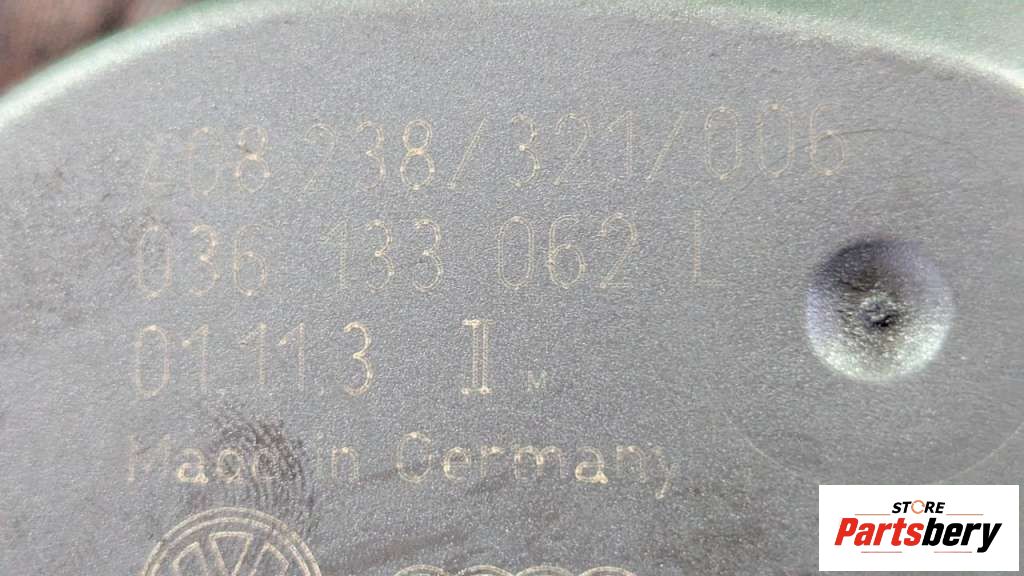 408 238/321/006
036 133 062 L
01.11 3 II M
Made in Germany
STORE
Partsbery